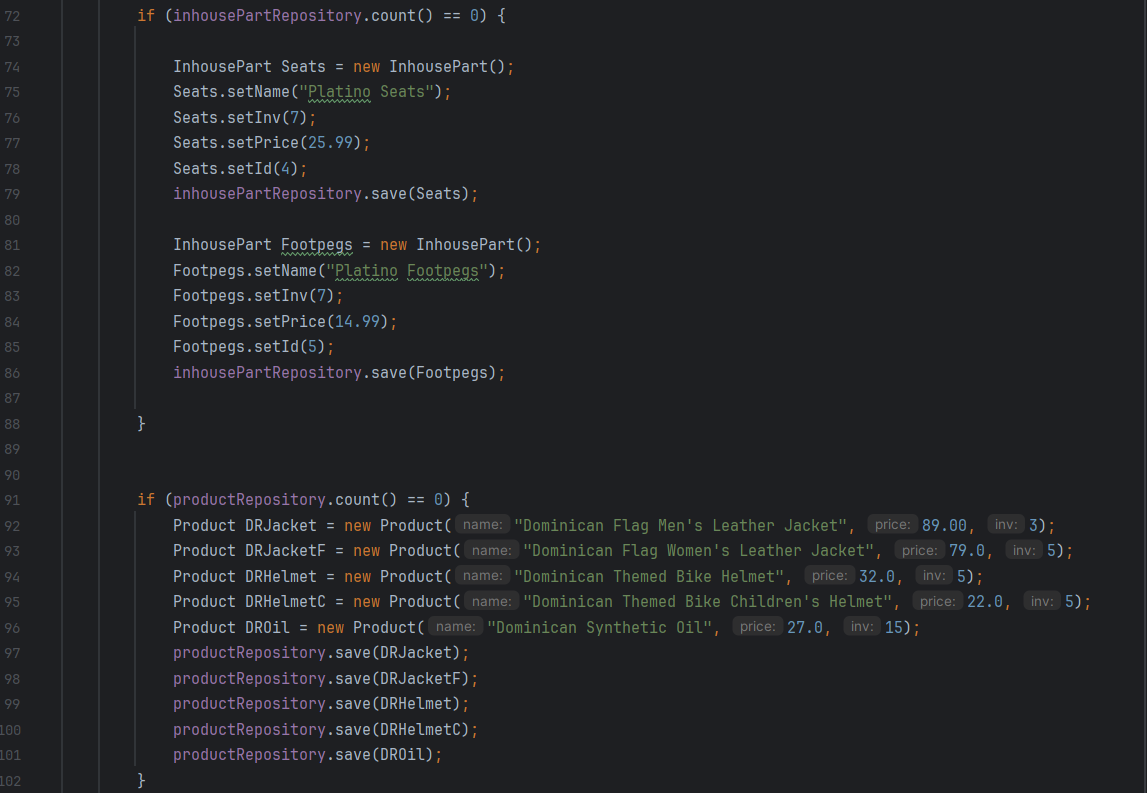 72 if (inhousePartRepository.count() == 0) {
73
74 InhousePart Seats = new InhousePart();
75 Seats.setName("Platino Seats");
76 Seats.setInv(7);
77 Seats.setPrice(25.99);
78 Seats.setId(4);
79 inhousePartRepository.save(Seats);
80
81 InhousePart Footpegs = new InhousePart();
82 Footpegs.setName("Platino Footpegs");
83 Footpegs.setInv(7);
84 Footpegs.setPrice(14.99);
85 Footpegs.setId(5);
86 inhousePartRepository.save(Footpegs);
87
88 }
89
90
91 if (productRepository.count() == 0) {
92 Product DRJacket = new Product( name: "Dominican Flag Men's Leather Jacket", price: 89.00, inv: 3);
93 Product DRJacketF = new Product( name: "Dominican Flag Women's Leather Jacket", price: 79.0, inv: 5);
94 Product DRHelmet = new Product( name: "Dominican Themed Bike Helmet", price: 32.0, inv: 5);
95 Product DRHelmetC = new Product( name: "Dominican Themed Bike Children's Helmet", price: 22.0, inv: 5);
96 Product DROil = new Product( name: "Dominican Synthetic Oil", price: 27.0, inv: 15);
97 productRepository.save(DRJacket);
98 productRepository.save(DRJacketF);
99 productRepository.save(DRHelmet);
100 productRepository.save(DRHelmetC);
101 productRepository.save(DROil);
102 }